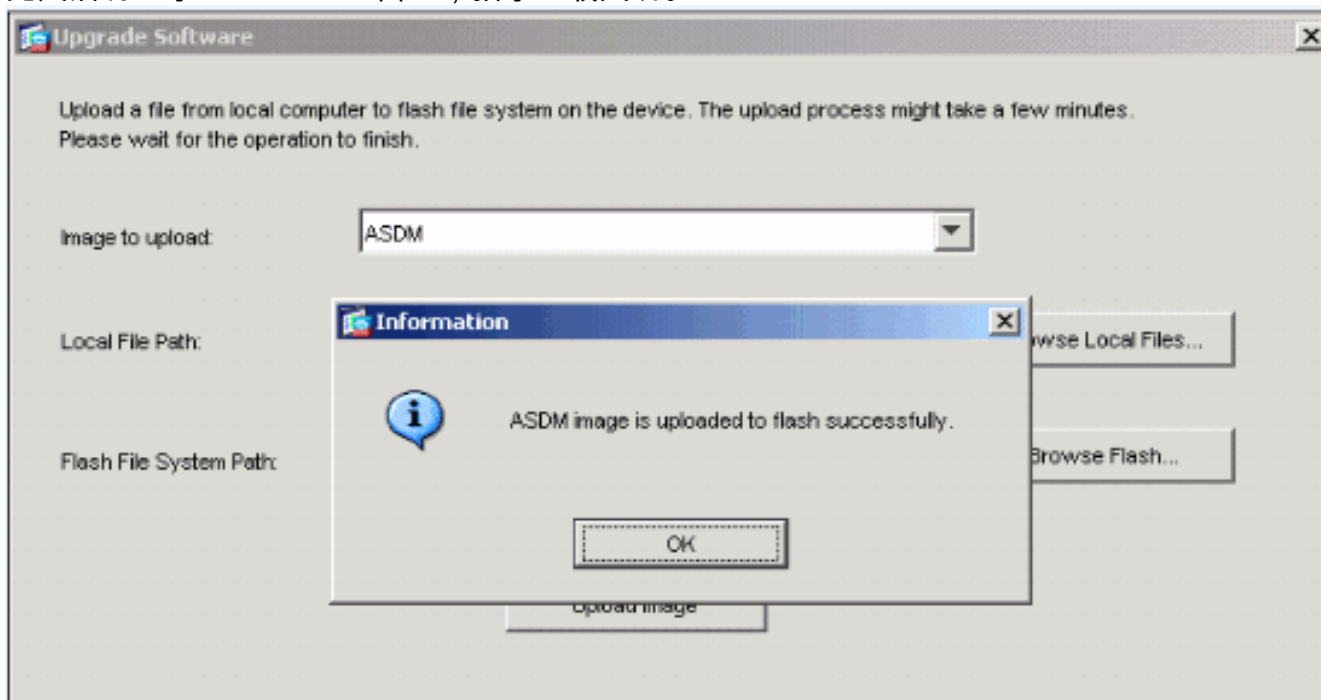 Upgrade Software
Upload a file from local computer to flash file system on the device. The upload process might take a few minutes.
Please wait for the operation to finish.
Image to upload:
ASDM
Information
Local File Path:
wse Local Files...
ASDM image is uploaded to flash successfully.
Flash File System Path:
Browse Flash...
OK
Upload Image